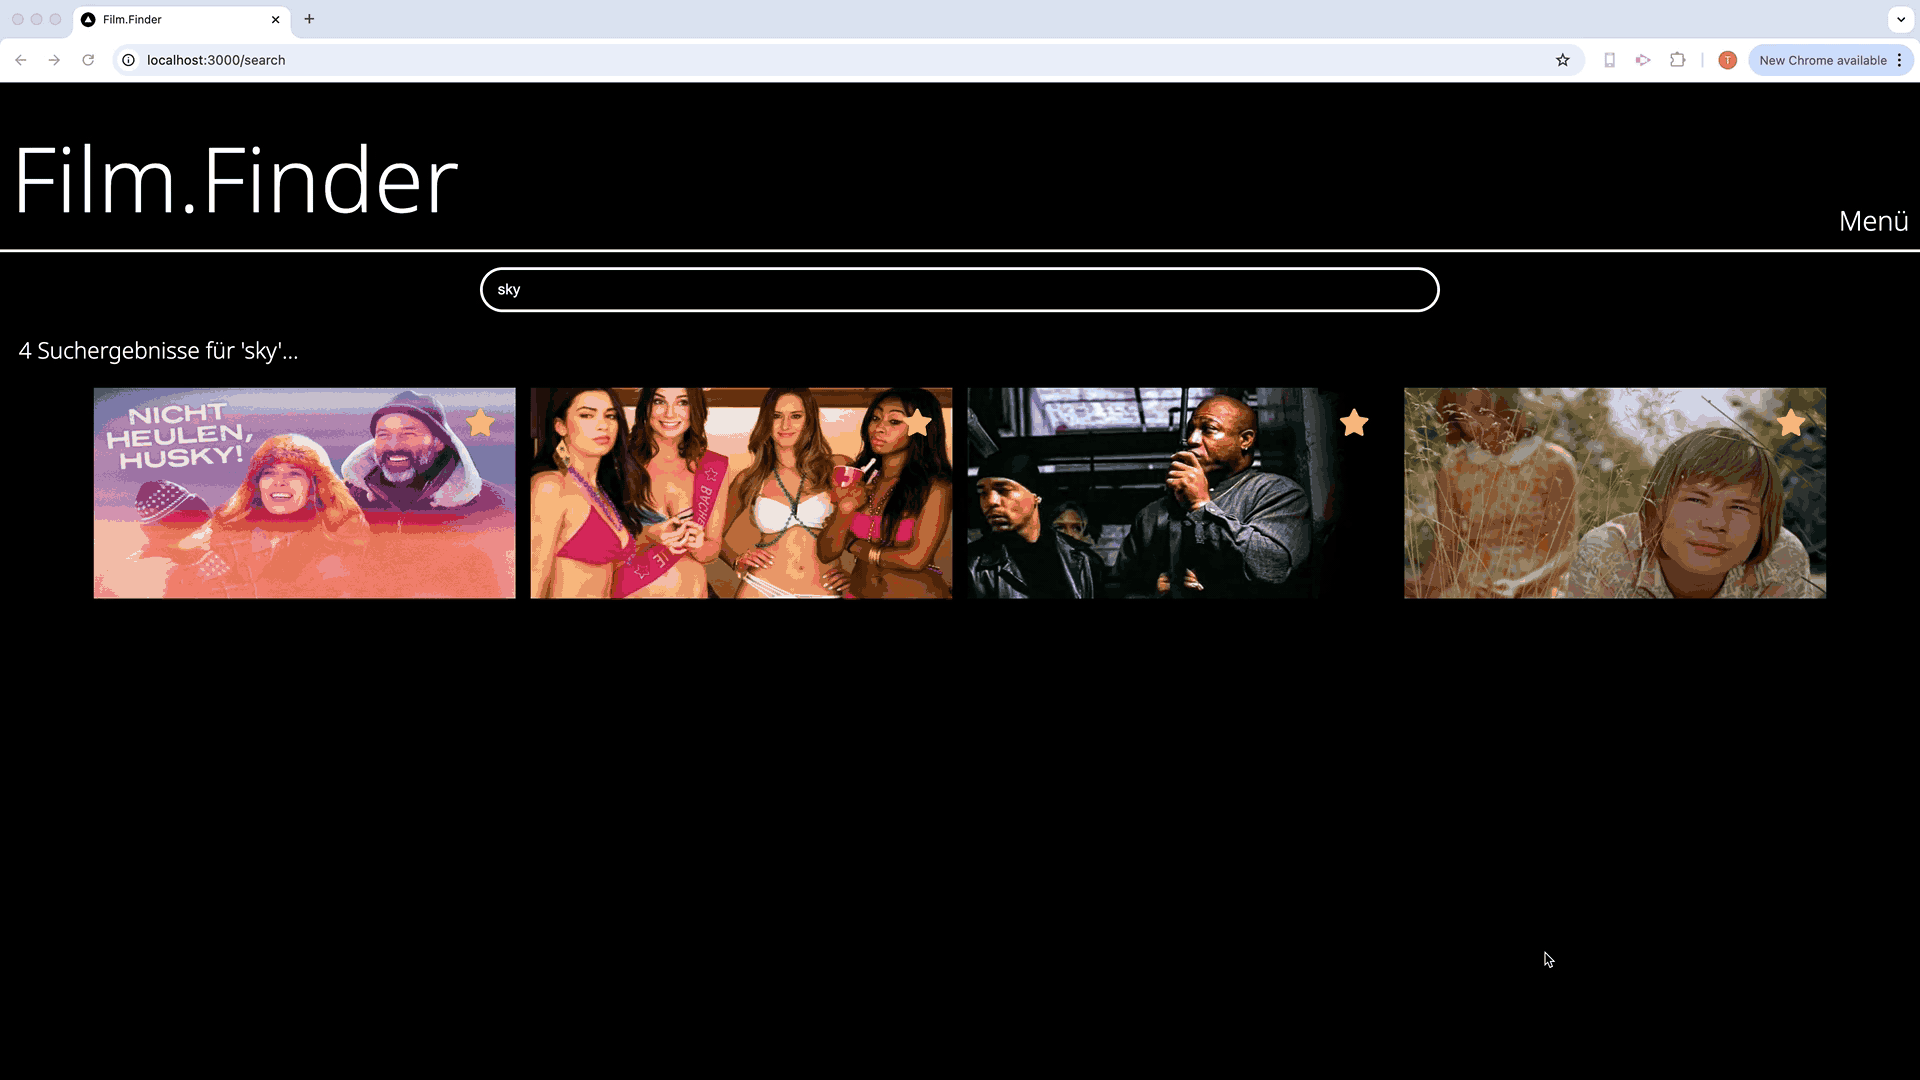 Film.Finder
localhost:3000/search
T
New Chrome available
Film.Finder
Menü
sky
4 Suchergebnisse für 'sky'...
NICHT
HEULEN,
HUSKY!
BACHE